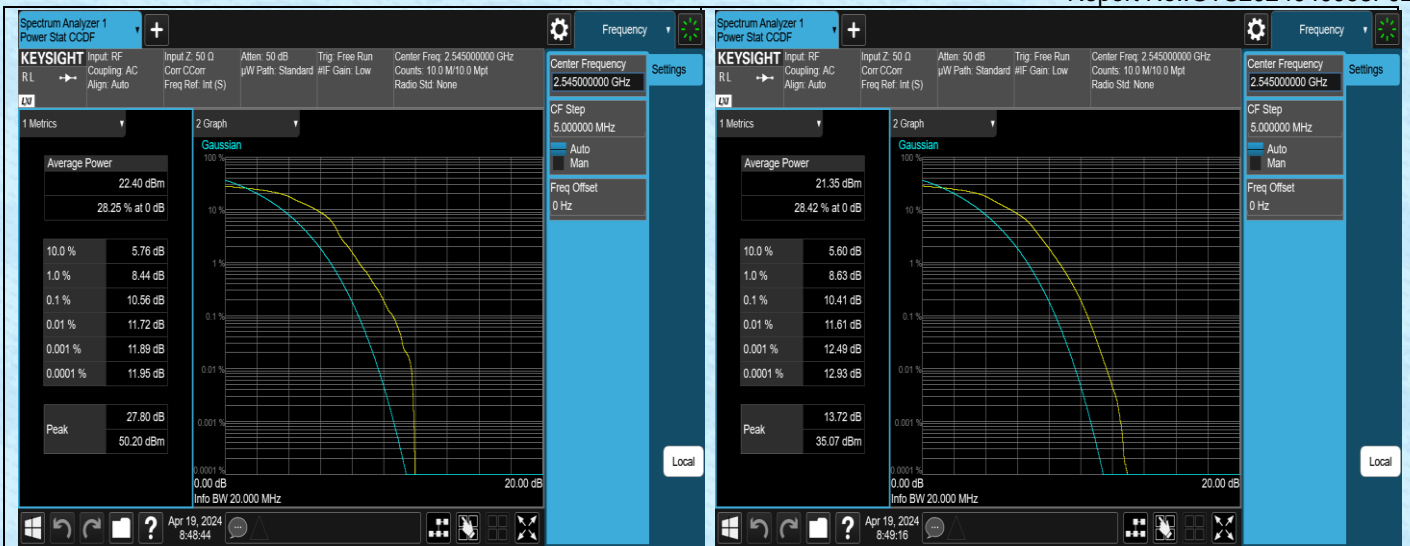 Spectrum Analyzer 1
Power Stat CCDF
Frequency
KEYSIGHT
R L
LXI
Input: RF
Coupling: AC
Align: Auto
Input Z: 50 Ω
Corr CCorr
Freq Ref: Int (S)
Atten: 50 dB
µW Path: Standard
Trig: Free Run
#IF Gain: Low
Center Freq: 2.545000000 GHz
Counts: 10.0 M/10.0 Mpt
Radio Std: None
Center Frequency
2.545000000 GHz
Settings
CF Step
5.000000 MHz
Auto
Man
Freq Offset
0 Hz
1 Metrics
2 Graph
Average Power
22.40 dBm
28.25 % at 0 dB
10.0 % 5.76 dB
1.0 % 8.44 dB
0.1 % 10.56 dB
0.01 % 11.72 dB
0.001 % 11.89 dB
0.0001 % 11.95 dB
Peak
27.80 dB
50.20 dBm
Gaussian
100 %
10 %
1 %
0.1 %
0.01 %
0.001 %
0.0001 %
0.00 dB 20.00 dB
Info BW 20.000 MHz
Local
Apr 19, 2024
8:48:44
Spectrum Analyzer 1
Power Stat CCDF
Frequency
KEYSIGHT
R L
LXI
Input: RF
Coupling: AC
Align: Auto
Input Z: 50 Ω
Corr CCorr
Freq Ref: Int (S)
Atten: 50 dB
µW Path: Standard
Trig: Free Run
#IF Gain: Low
Center Freq: 2.545000000 GHz
Counts: 10.0 M/10.0 Mpt
Radio Std: None
Center Frequency
2.545000000 GHz
Settings
CF Step
5.000000 MHz
Auto
Man
Freq Offset
0 Hz
1 Metrics
2 Graph
Average Power
21.35 dBm
28.42 % at 0 dB
10.0 % 5.60 dB
1.0 % 8.63 dB
0.1 % 10.41 dB
0.01 % 11.61 dB
0.001 % 12.49 dB
0.0001 % 12.93 dB
Peak
13.72 dB
35.07 dBm
Gaussian
100 %
10 %
1 %
0.1 %
0.01 %
0.001 %
0.0001 %
0.00 dB 20.00 dB
Info BW 20.000 MHz
Local
Apr 19, 2024
8:49:16